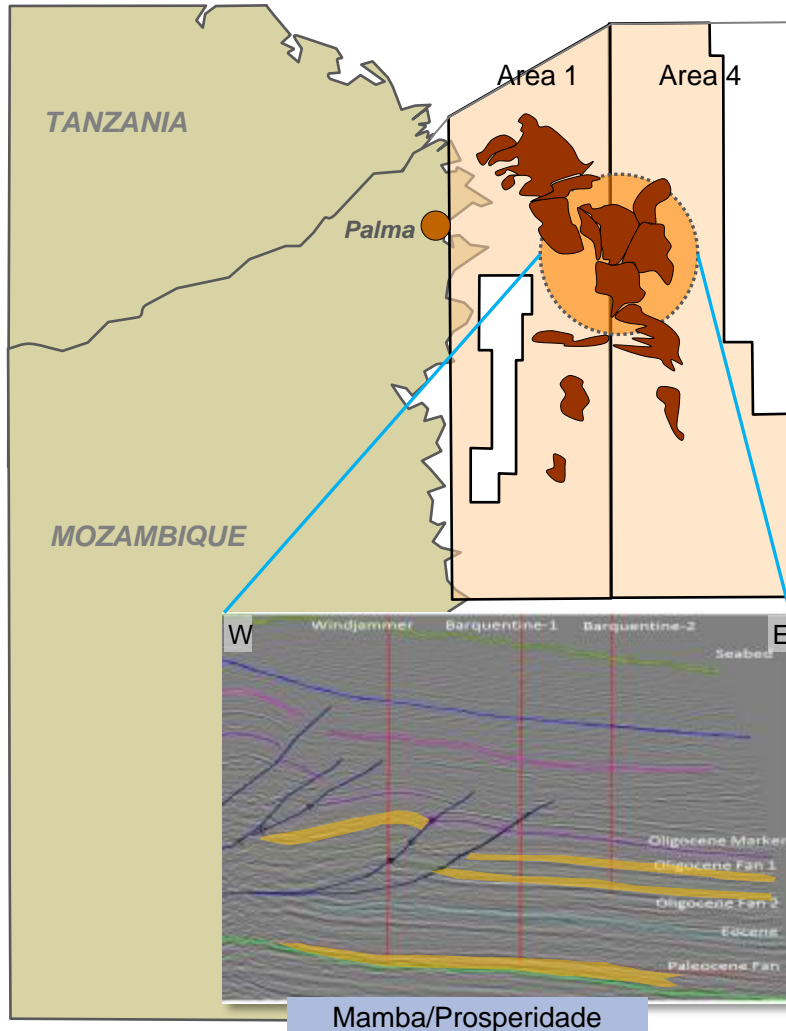 Area 1
Area 4
TANZANIA
Palma
MOZAMBIQUE
W
Windjammer
Barquentine-1
Barquentine-2
E
Seabed
Oligocene Marker
Oligocene Fan 1
Oligocene Fan 2
Eocene
Paleocene Fan
Mamba/Prosperidade